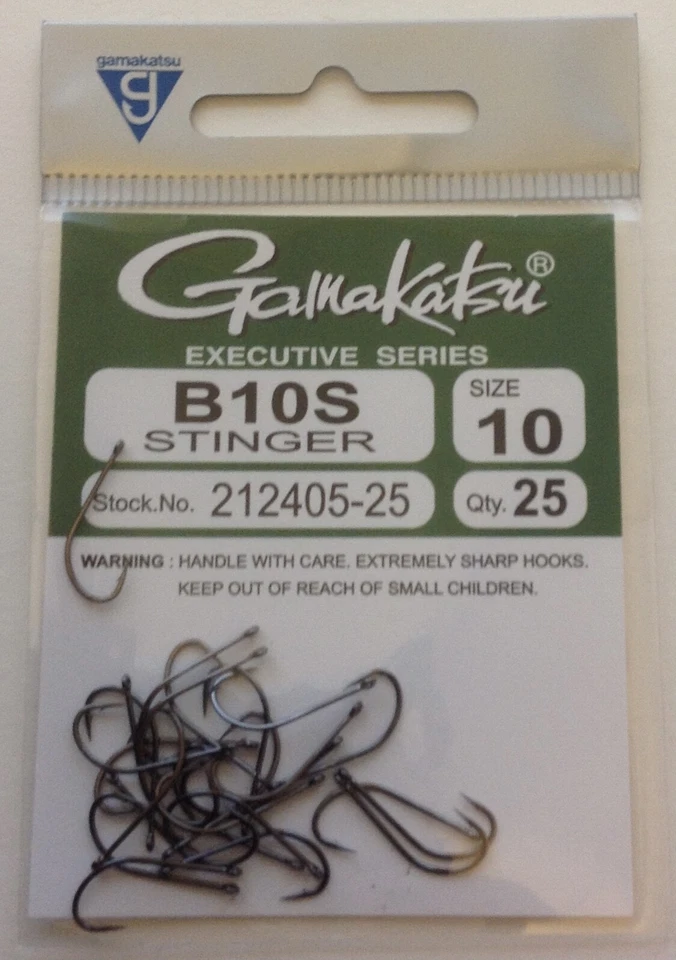 gamakatsu
Gamakatsu®
EXECUTIVE SERIES
B10S
STINGER
SIZE
10
Stock.No. 212405-25
Qty. 25
WARNING : HANDLE WITH CARE. EXTREMELY SHARP HOOKS.
KEEP OUT OF REACH OF SMALL CHILDREN.